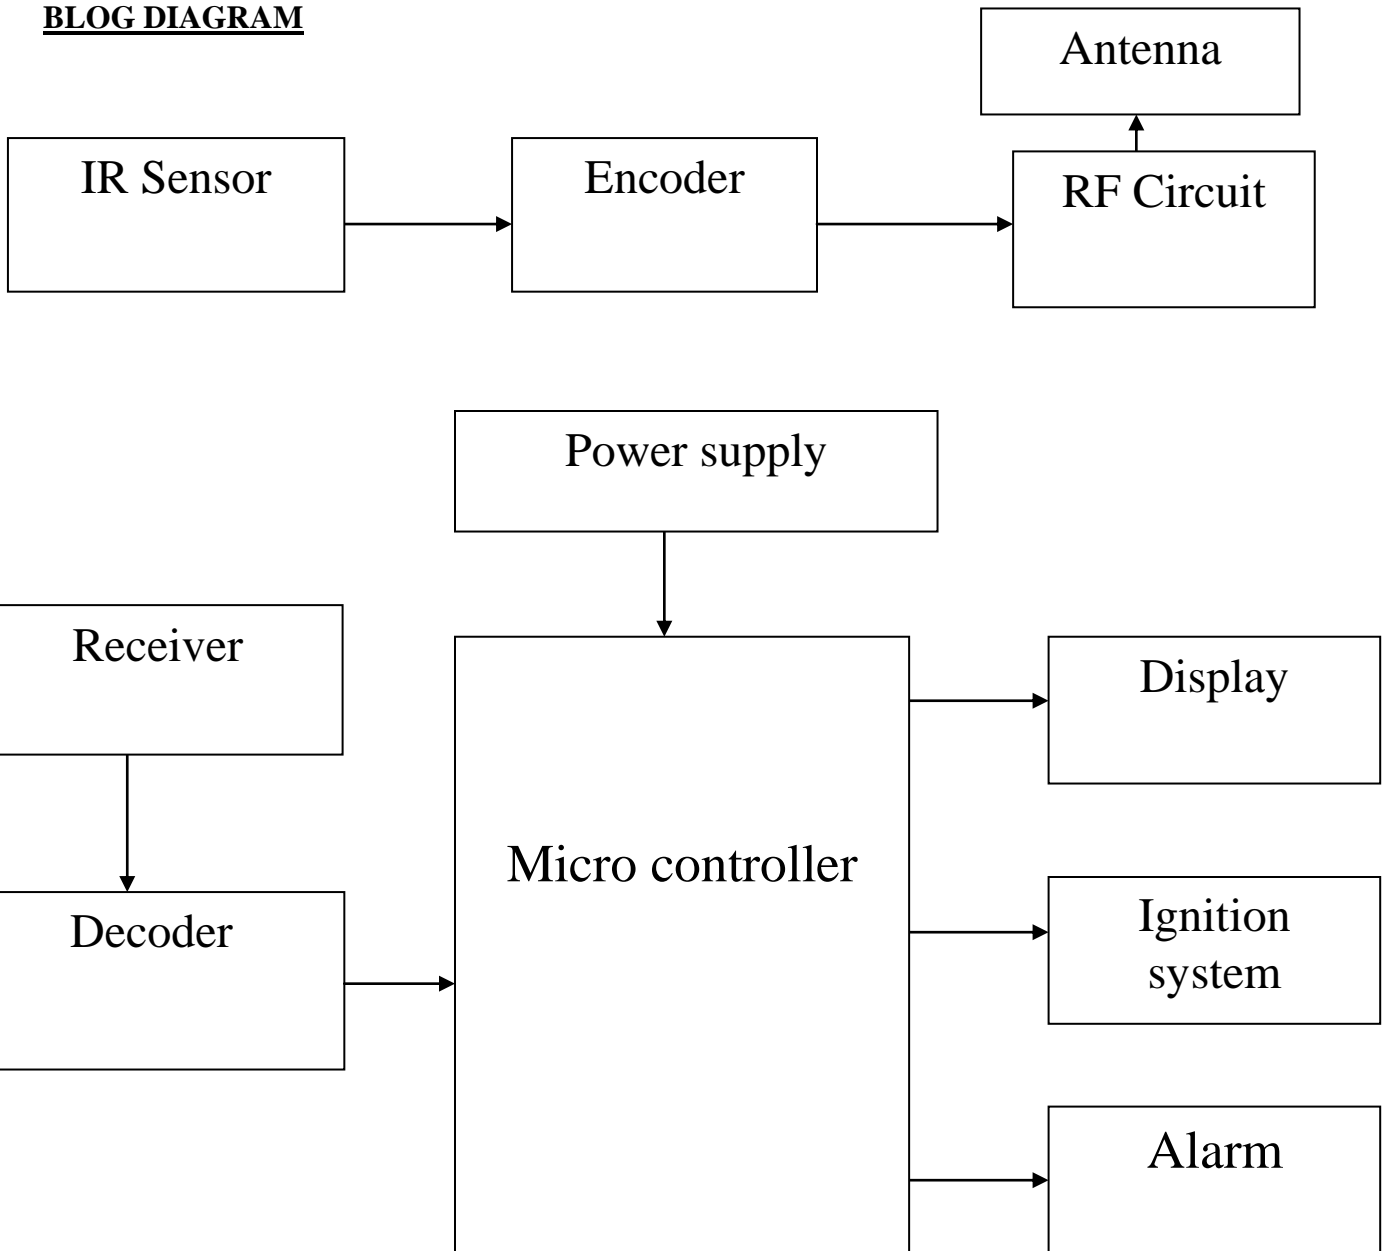 BLOG DIAGRAM
Antenna
IR Sensor
Encoder
RF Circuit
Power supply
Receiver
Display
Micro controller
Decoder
Ignition
system
Alarm